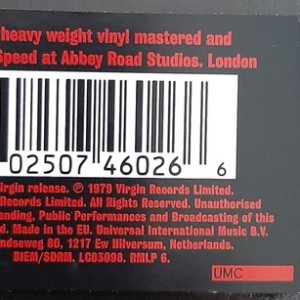 heavy weight vinyl mastered and
Speed at Abbey Road Studios. London
02507 46026 6
irgin release. ℗ 1979 Virgin Records Limited.
Records Limited. All Rights Reserved. Unauthorised
anding, Public Performances and Broadcasting of this
d. Made in the EU. Universal International Music B.V.
ndseweg 80, 1217 Ew Hilversum, Netherlands.
BIEM/SDRM. LC03098. RMLP 6.
UMC